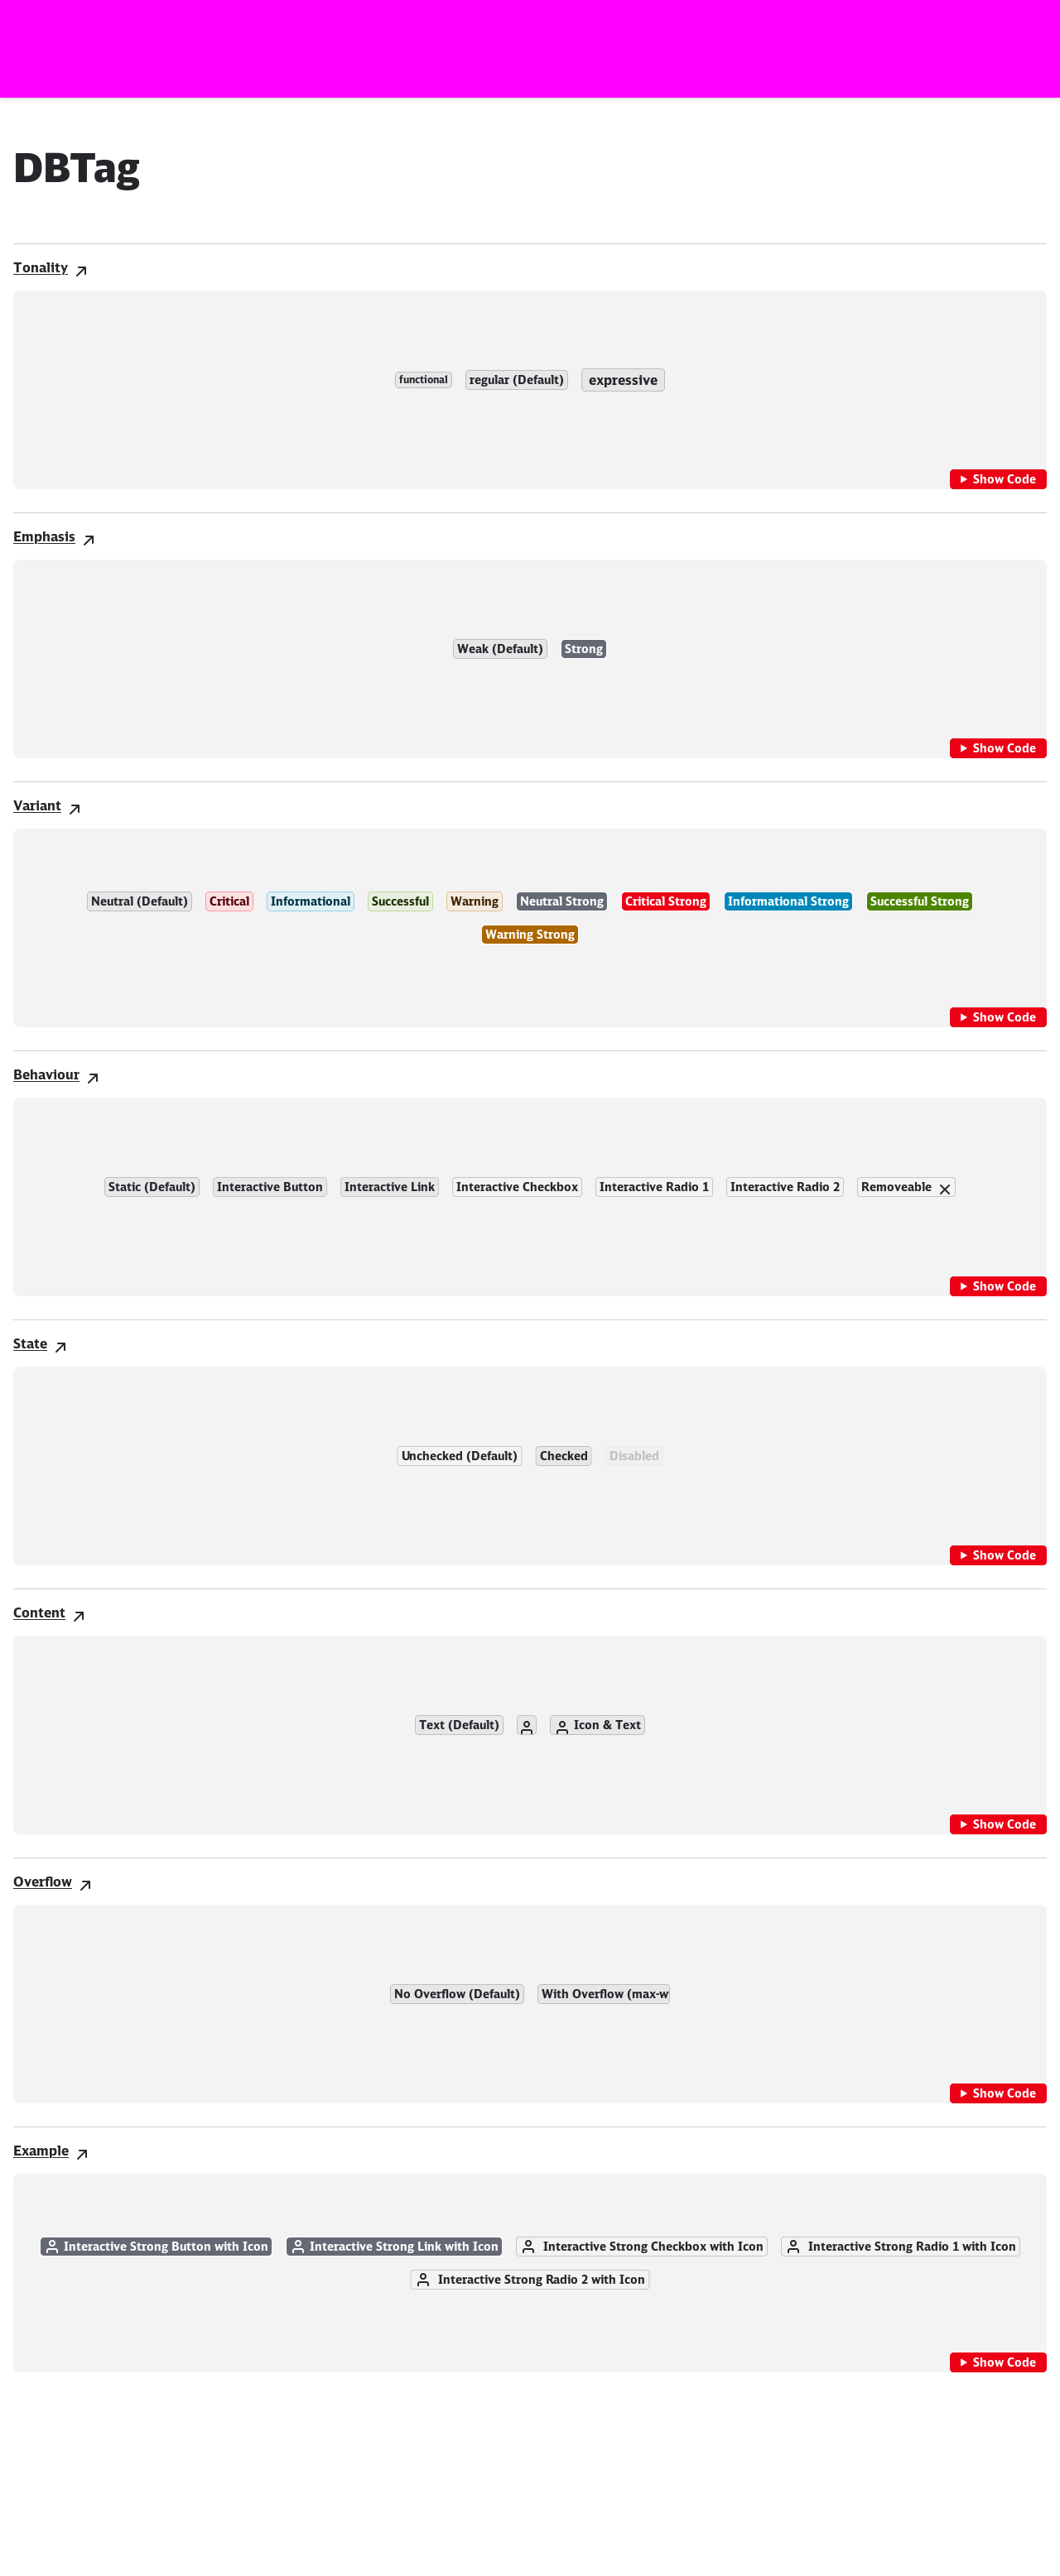 DBTag
Tonality
functional regular (Default) expressive
Show Code
Emphasis
Weak (Default) Strong
Show Code
Variant
Neutral (Default) Critical Informational Successful Warning Neutral Strong Critical Strong Informational Strong Successful Strong
Warning Strong
Show Code
Behaviour
Static (Default) Interactive Button Interactive Link Interactive Checkbox Interactive Radio 1 Interactive Radio 2 Removeable
Show Code
State
Unchecked (Default) Checked Disabled
Show Code
Content
Text (Default) Icon & Text
Show Code
Overflow
No Overflow (Default) With Overflow (max-w
Show Code
Example
Interactive Strong Button with Icon Interactive Strong Link with Icon Interactive Strong Checkbox with Icon Interactive Strong Radio 1 with Icon
Interactive Strong Radio 2 with Icon
Show Code